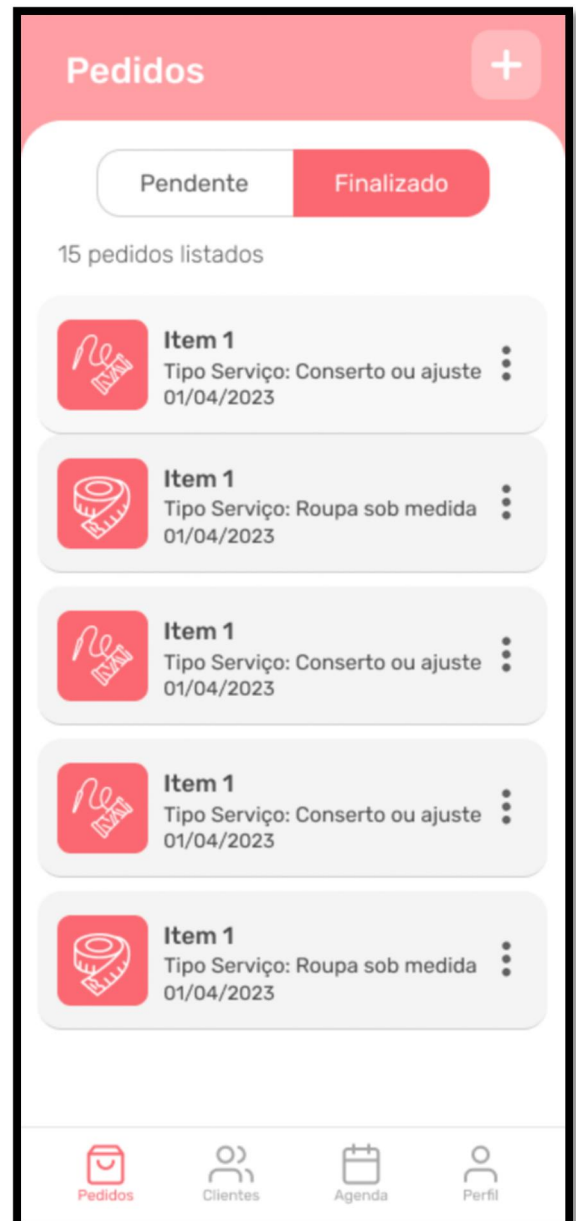 Pedidos
Pendente
Finalizado
15 pedidos listados
Item 1
Tipo Serviço: Conserto ou ajuste
01/04/2023
Item 1
Tipo Serviço: Roupa sob medida
01/04/2023
Item 1
Tipo Serviço: Conserto ou ajuste
01/04/2023
Item 1
Tipo Serviço: Conserto ou ajuste
01/04/2023
Item 1
Tipo Serviço: Roupa sob medida
01/04/2023
Pedidos
Clientes
Agenda
Perfil